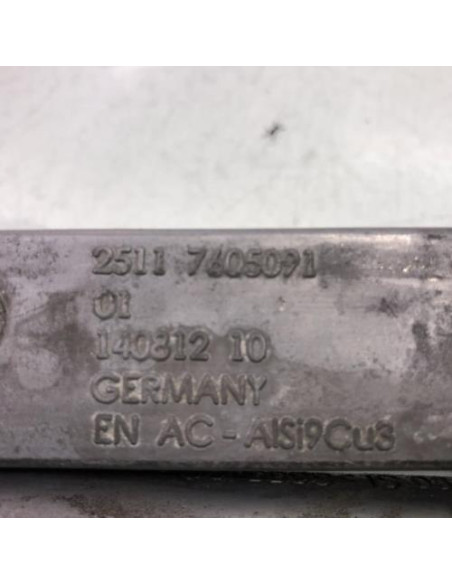 2511 7605091
01
140312 10
GERMANY
EN AC - AlSi9Cu3